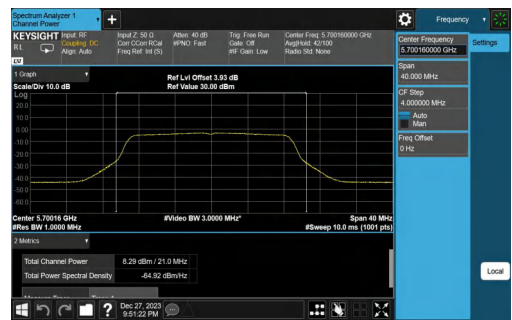 Spectrum Analyzer 1
Channel Power
+
Frequency
KEYSIGHT
RL
Input: RF
Coupling: DC
Align: Auto
Input Z: 50 Ω
Corr CCorr RCal
Freq Ref: Int (S)
Atten: 40 dB
#PNO: Fast
Trig: Free Run
Gate: Off
#IF Gain: Low
Center Freq: 5.700160000 GHz
Avg|Hold: 42/100
Radio Std: None
LXI
1 Graph
Scale/Div 10.0 dB
Ref Lvl Offset 3.93 dB
Ref Value 30.00 dBm
Log
20.0
10.0
0.00
-10.0
-20.0
-30.0
-40.0
-50.0
-60.0
Center 5.70016 GHz
#Video BW 3.0000 MHz*
Span 40 MHz
#Res BW 1.0000 MHz
#Sweep 10.0 ms (1001 pts)
2 Metrics
Total Channel Power 8.29 dBm / 21.0 MHz
Total Power Spectral Density -64.92 dBm/Hz
Dec 27, 2023
9:51:22 PM
?
Center Frequency
5.700160000 GHz
Settings
Span
40.000 MHz
CF Step
4.000000 MHz
Auto
Man
Freq Offset
0 Hz
Local